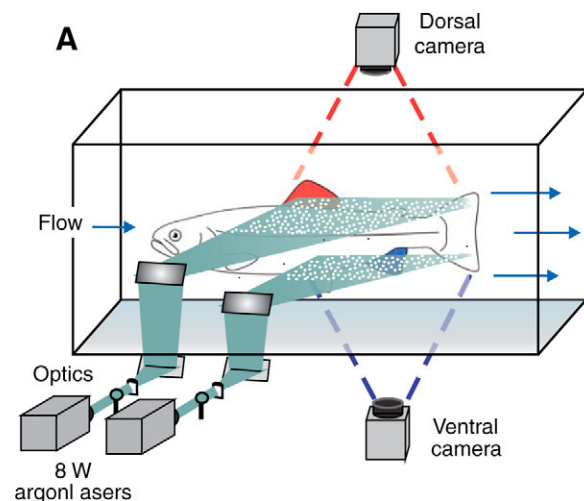 A
Dorsal
camera
Flow
Optics
8 W
argonl asers
Ventral
camera